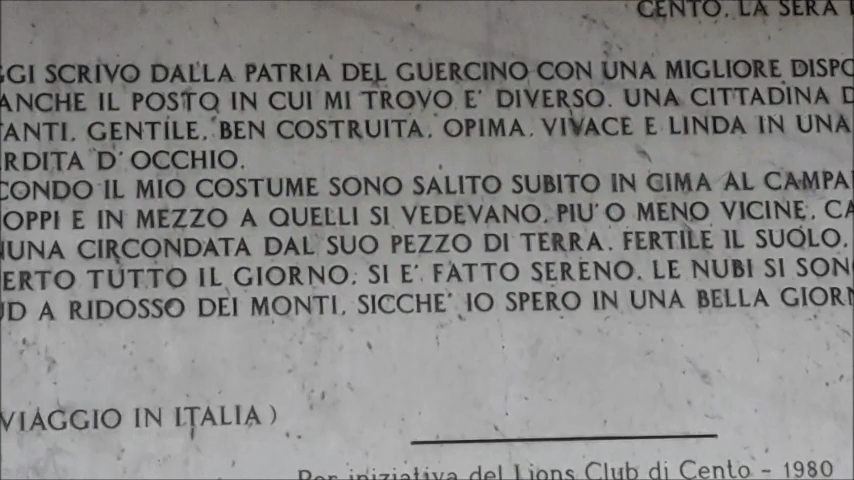 CENTO, LA SERA
GGI SCRIVO DALLA PATRIA DEL GUERCINO CON UNA MIGLIORE DISPO
ANCHE IL POSTO IN CUI MI TROVO E' DIVERSO. UNA CITTADINA D
TANTI, GENTILE, BEN COSTRUITA, OPIMA, VIVACE E LINDA IN UNA
RDITA D'OCCHIO.
CONDO IL MIO COSTUME SONO SALITO SUBITO IN CIMA AL CAMPA
OPPI E IN MEZZO A QUELLI SI VEDEVANO, PIU' O MENO VICINE, CA
NUNA CIRCONDATA DAL SUO PEZZO DI TERRA. FERTILE IL SUOLO,
ERTO TUTTO IL GIORNO, SI E' FATTO SERENO. LE NUBI SI SON
UD A RIDOSSO DEI MONTI, SICCHE' IO SPERO IN UNA BELLA GIORN
VIAGGIO IN ITALIA)
Per iniziativa del Lions Club di Cento - 1980